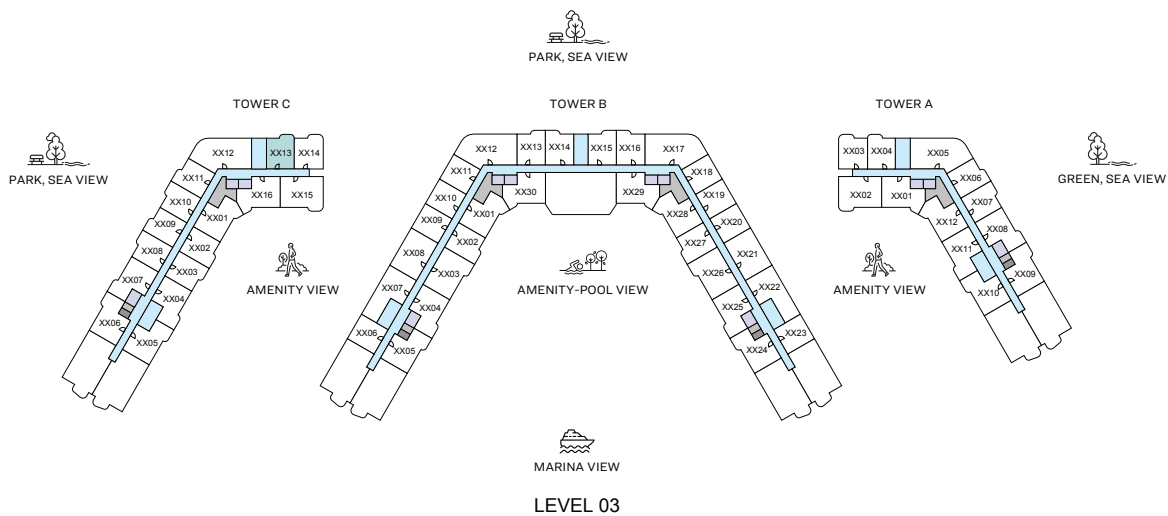 PARK, SEA VIEW
TOWER C
TOWER B
TOWER A
PARK, SEA VIEW
GREEN, SEA VIEW
XX12
XX13
XX14
XX11
XX16
XX15
XX10
XX01
XX09
XX02
XX08
XX03
XX07
XX04
XX06
XX05
XX12
XX13
XX14
XX15
XX16
XX17
XX11
XX30
XX29
XX18
XX10
XX01
XX28
XX19
XX09
XX02
XX27
XX20
XX08
XX03
XX26
XX21
XX07
XX04
XX25
XX22
XX06
XX05
XX24
XX23
XX03
XX04
XX05
XX02
XX01
XX06
XX12
XX07
XX11
XX08
XX10
XX09
AMENITY VIEW
AMENITY-POOL VIEW
AMENITY VIEW
MARINA VIEW
LEVEL 03